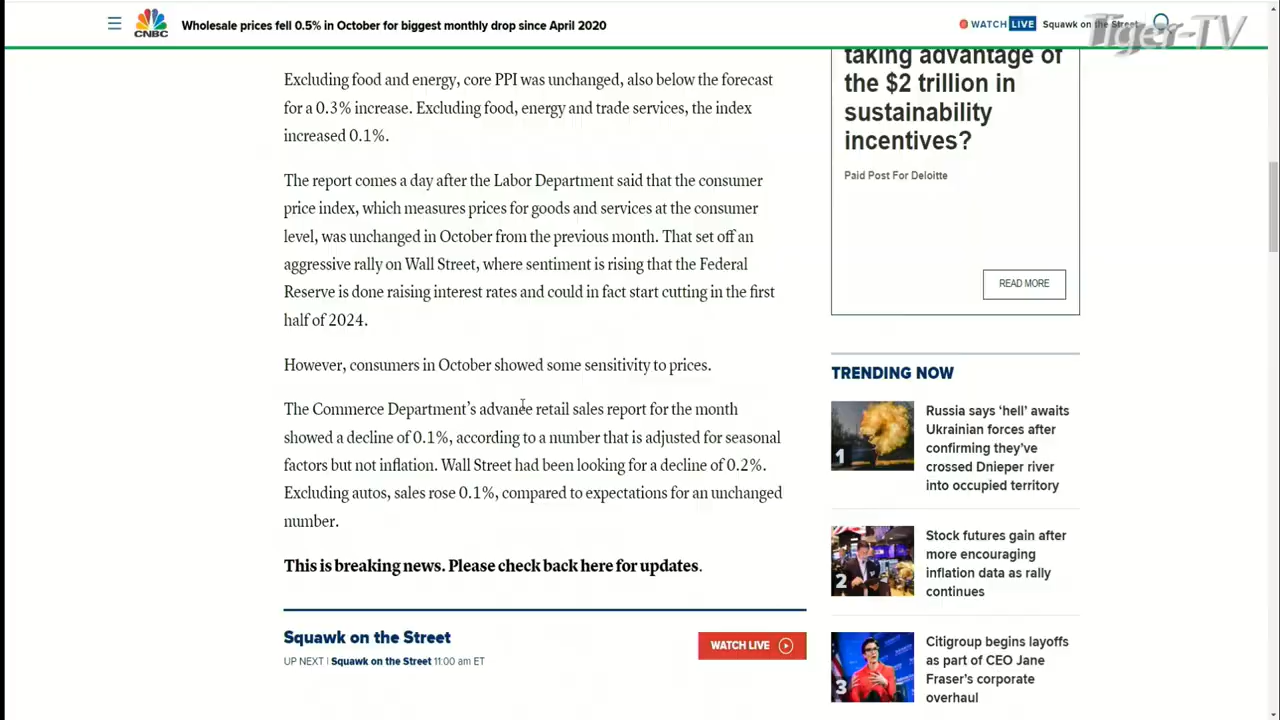 CNBC
Wholesale prices fell 0.5% in October for biggest monthly drop since April 2020
WATCH LIVE
Squawk on the Street
Tiger-TV
Excluding food and energy, core PPI was unchanged, also below the forecast
for a 0.3% increase. Excluding food, energy and trade services, the index
increased 0.1%.
The report comes a day after the Labor Department said that the consumer
price index, which measures prices for goods and services at the consumer
level, was unchanged in October from the previous month. That set off an
aggressive rally on Wall Street, where sentiment is rising that the Federal
Reserve is done raising interest rates and could in fact start cutting in the first
half of 2024.
However, consumers in October showed some sensitivity to prices.
The Commerce Department’s advance retail sales report for the month
showed a decline of 0.1%, according to a number that is adjusted for seasonal
factors but not inflation. Wall Street had been looking for a decline of 0.2%.
Excluding autos, sales rose 0.1%, compared to expectations for an unchanged
number.
This is breaking news. Please check back here for updates.
Squawk on the Street
UP NEXT | Squawk on the Street 11:00 am ET
WATCH LIVE
taking advantage of
the $2 trillion in
sustainability
incentives?
Paid Post For Deloitte
READ MORE
TRENDING NOW
1
Russia says ‘hell’ awaits
Ukrainian forces after
confirming they’ve
crossed Dnieper river
into occupied territory
2
Stock futures gain after
more encouraging
inflation data as rally
continues
3
Citigroup begins layoffs
as part of CEO Jane
Fraser’s corporate
overhaul